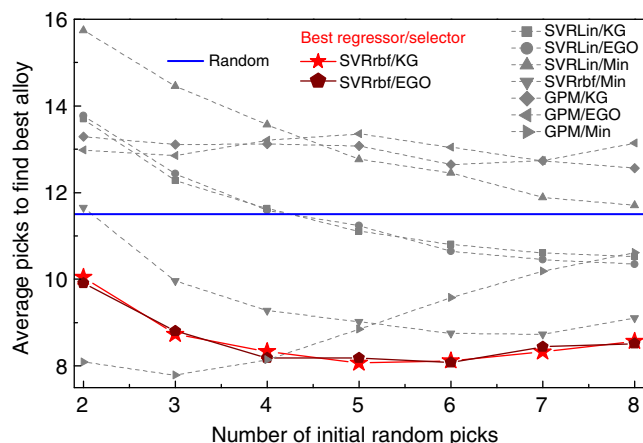 Best regressor/selector
Random
SVRrbf/KG
SVRrbf/EGO
SVRLin/KG
SVRLin/EGO
SVRLin/Min
SVRrbf/Min
GPM/KG
GPM/EGO
GPM/Min
Average picks to find best alloy
16
14
12
10
8
2
3
4
5
6
7
8
Number of initial random picks